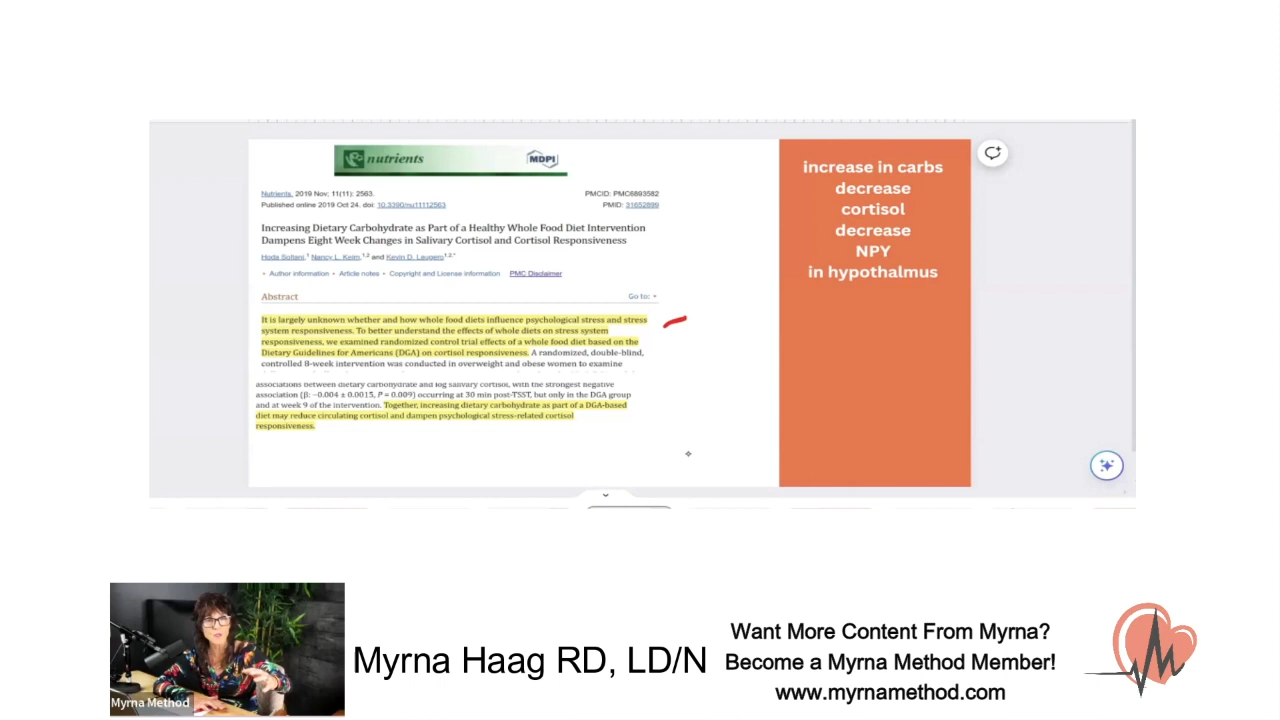 nutrients
MDPI
Nutrients. 2019 Nov; 11(11): 2563.
PMCID: PMC6893582
Published online 2019 Oct 24. doi: 10.3390/nu11112563
PMID: 31652899
Increasing Dietary Carbohydrate as Part of a Healthy Whole Food Diet Intervention
Dampens Eight Week Changes in Salivary Cortisol and Cortisol Responsiveness
Hoda Soltani,1 Nancy L. Keim,1,2 and Kevin D. Laugero1,2,*
Author information • Article notes • Copyright and License information PMC Disclaimer
Abstract
Go to:
It is largely unknown whether and how whole food diets influence psychological stress and stress
system responsiveness. To better understand the effects of whole diets on stress system
responsiveness, we examined randomized control trial effects of a whole food diet based on the
Dietary Guidelines for Americans (DGA) on cortisol responsiveness. A randomized, double-blind,
controlled 8-week intervention was conducted in overweight and obese women to examine
associations between dietary carbohydrate and log salivary cortisol, with the strongest negative
association (β: −0.004 ± 0.0015, P = 0.009) occurring at 30 min post-TSST, but only in the DGA group
and at week 9 of the intervention. Together, increasing dietary carbohydrate as part of a DGA-based
diet may reduce circulating cortisol and dampen psychological stress-related cortisol
responsiveness.
increase in carbs
decrease
cortisol
decrease
NPY
in hypothalmus
Myrna Method
Myrna Haag RD, LD/N
Want More Content From Myrna?
Become a Myrna Method Member!
www.myrnamethod.com